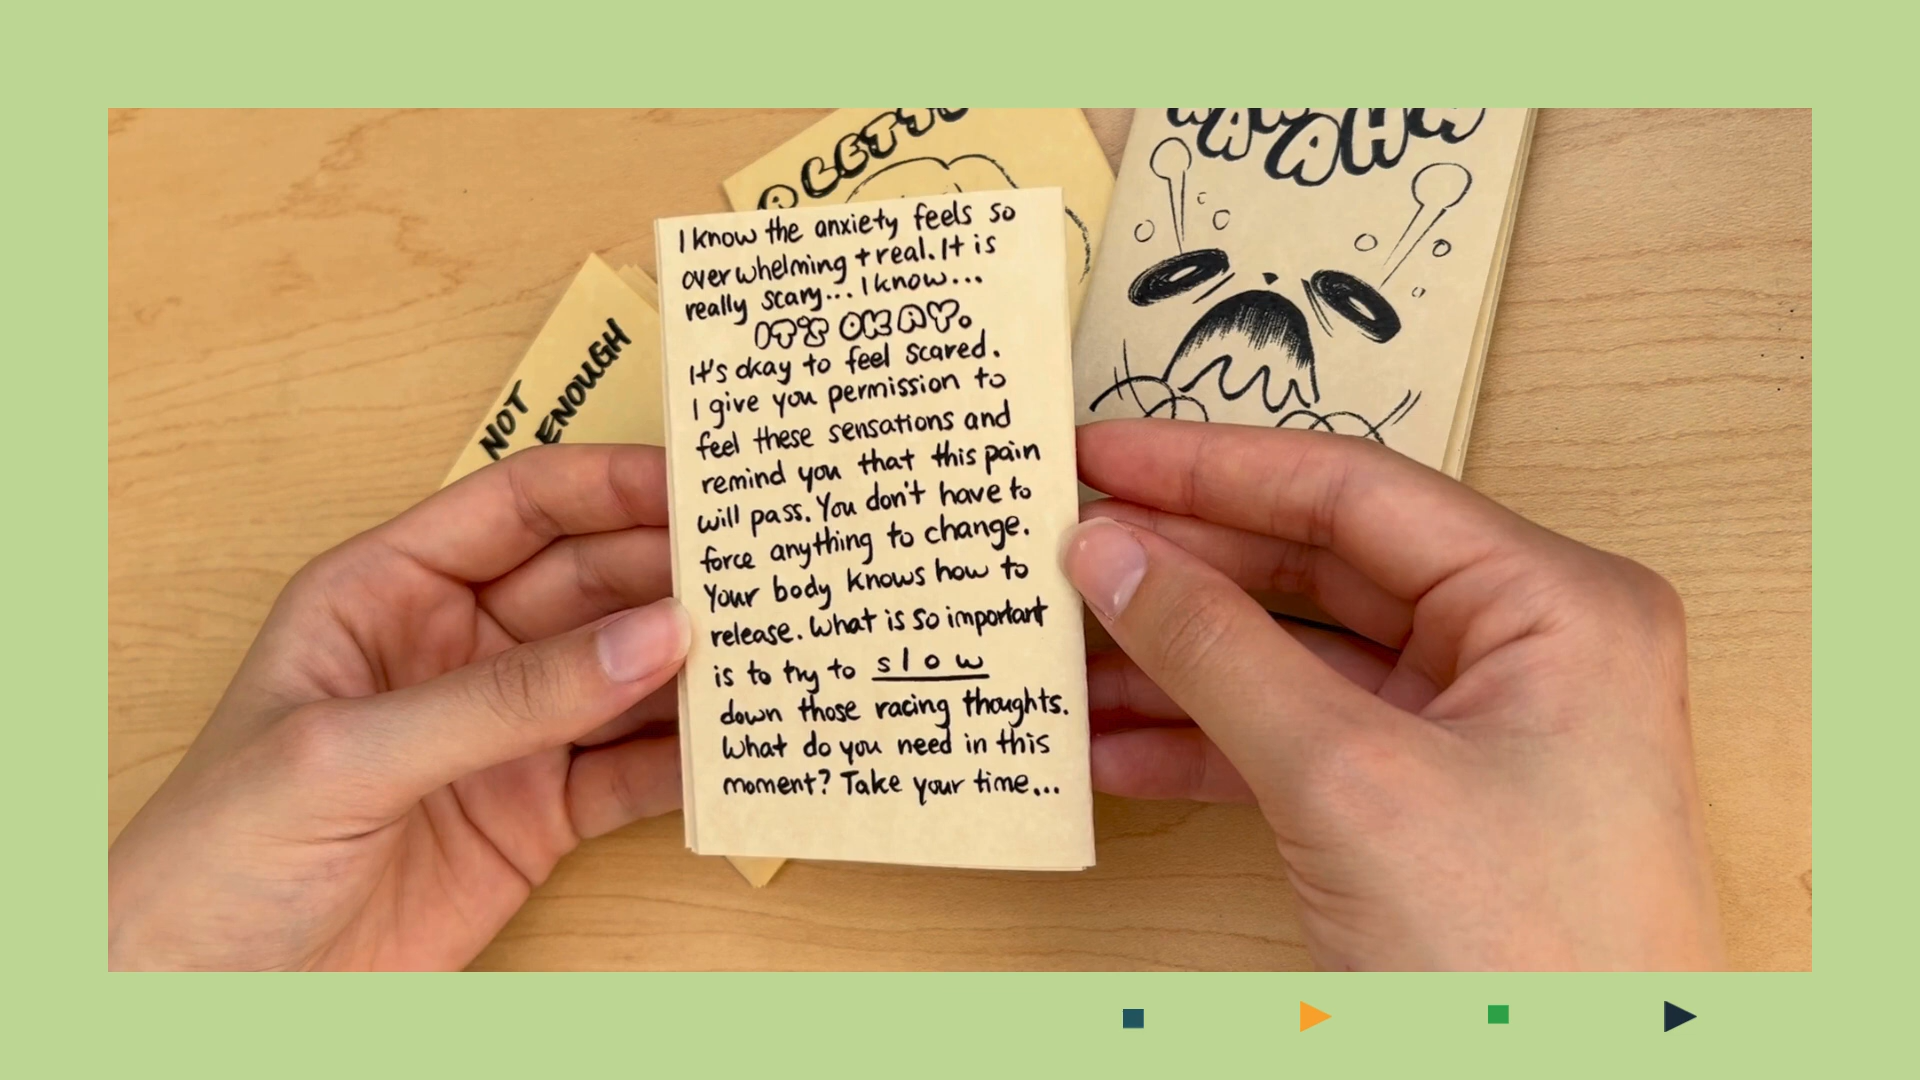 A LETT
I know the anxiety feels so
overwhelming + real. It is
really scary... I know...
IT'S OKAY.
It's okay to feel scared.
I give you permission to
feel these sensations and
remind you that this pain
will pass. You don't have to
force anything to change.
Your body knows how to
release. What is so important
is to try to slow
down those racing thoughts.
What do you need in this
moment? Take your time...
NOT
ENOUGH